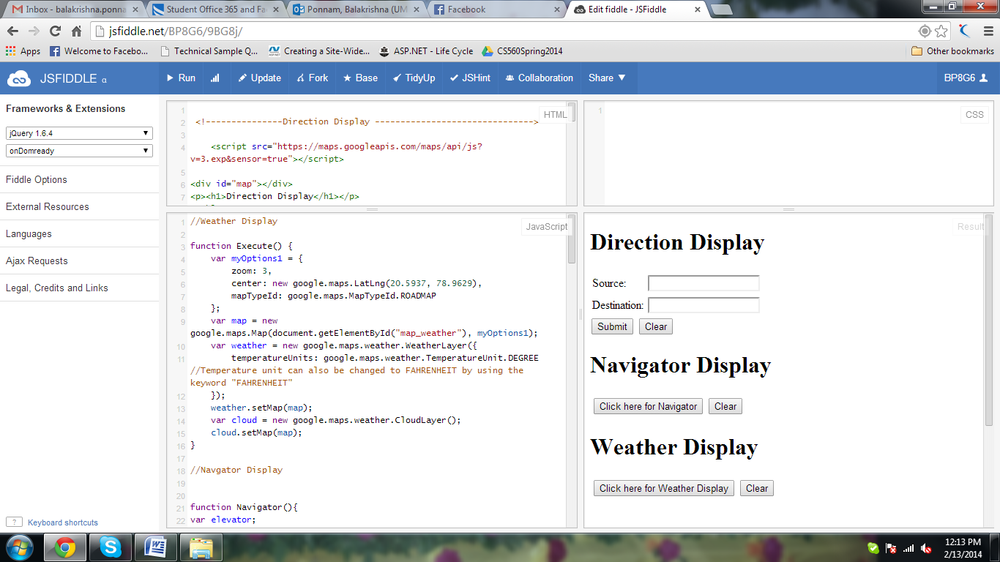 Inbox - balakrishna.ponna
Student Office 365 and Fa
Ponnam, Balakrishna (UM
Facebook
Edit fiddle - JSFiddle
jsfiddle.net/BP8G6/9BG8j/
Apps
Welcome to Facebo...
Technical Sample Q...
Creating a Site-Wide...
ASP.NET - Life Cycle
CS560Spring2014
Other bookmarks
JSFIDDLE α
Run
Update
Fork
Base
TidyUp
JSHint
Collaboration
Share
BP8G6
Frameworks & Extensions
jQuery 1.6.4
onDomready
Fiddle Options
External Resources
Languages
Ajax Requests
Legal, Credits and Links
? Keyboard shortcuts
HTML
1
2 <!---------------Direction Display ------------------------------->
3
4 <script src="https://maps.googleapis.com/maps/api/js?
v=3.exp&sensor=true"></script>
5
6 <div id="map"></div>
7 <p><h1>Direction Display</h1></p>
CSS
1
JavaScript
1 //Weather Display
2
3 function Execute() {
4 var myOptions1 = {
5 zoom: 3,
6 center: new google.maps.LatLng(20.5937, 78.9629),
7 mapTypeId: google.maps.MapTypeId.ROADMAP
8 };
9 var map = new
google.maps.Map(document.getElementById("map_weather"), myOptions1);
10 var weather = new google.maps.weather.WeatherLayer({
11 temperatureUnits: google.maps.weather.TemperatureUnit.DEGREE
//Temperature unit can also be changed to FAHRENHEIT by using the
keyword "FAHRENHEIT"
12 });
13 weather.setMap(map);
14 var cloud = new google.maps.weather.CloudLayer();
15 cloud.setMap(map);
16 }
17
18 //Navgator Display
19
20
21 function Navigator(){
22 var elevator;
Result
Direction Display
Source:
Destination:
Submit Clear
Navigator Display
Click here for Navigator Clear
Weather Display
Click here for Weather Display Clear
12:13 PM
2/13/2014